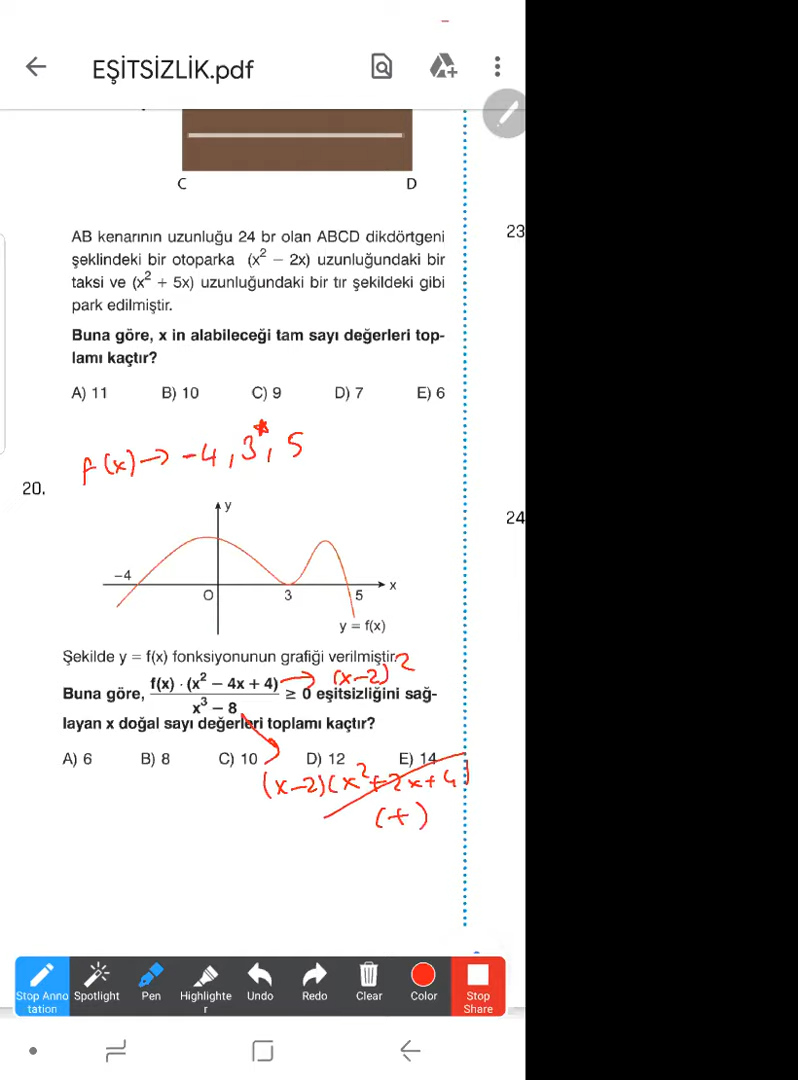 EŞİTSİZLİK.pdf
C D
AB kenarının uzunluğu 24 br olan ABCD dikdörtgeni
şeklindeki bir otoparka (x² − 2x) uzunluğundaki bir
taksi ve (x² + 5x) uzunluğundaki bir tır şekildeki gibi
park edilmiştir.
Buna göre, x in alabileceği tam sayı değerleri top-
lamı kaçtır?
A) 11 B) 10 C) 9 D) 7 E) 6
f(x) → -4, 3*, 5
20.
y
-4 O 3 5 x
y = f(x)
Şekilde y = f(x) fonksiyonunun grafiği verilmiştir.
→ (x-2)²
Buna göre, f(x) · (x² − 4x + 4) / x³ − 8 ≥ 0 eşitsizliğini sağ-
layan x doğal sayı değerleri toplamı kaçtır?
A) 6 B) 8 C) 10 D) 12 E) 14
(x-2)(x²+2x+4)
(+)
23
24
Stop Anno
tation
Spotlight
Pen
Highlighte
r
Undo
Redo
Clear
Color
Stop
Share